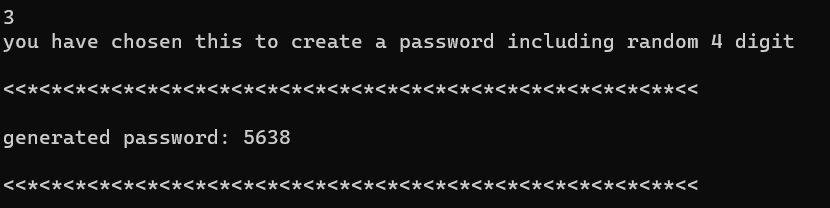 3
you have chosen this to create a password including random 4 digit
<<*<*<*<*<*<*<*<*<*<*<*<*<*<*<*<*<*<*<*<*<*<*<*<*<*<*<**<<
generated password: 5638
<<*<*<*<*<*<*<*<*<*<*<*<*<*<*<*<*<*<*<*<*<*<*<*<*<*<*<**<<